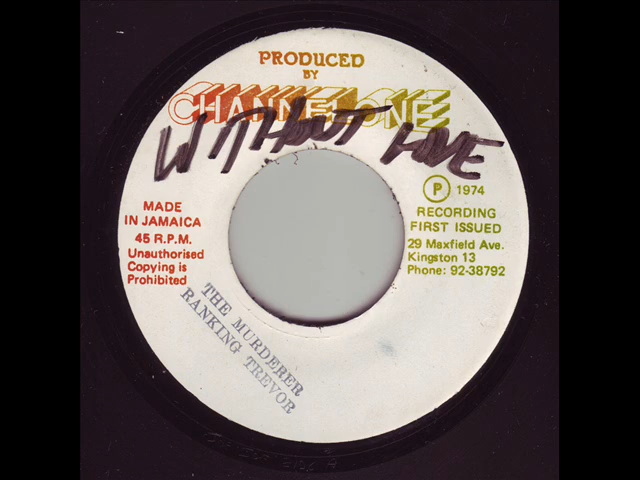 PRODUCED
BY
CHANNEL ONE
WITHOUT LOVE
P 1974
RECORDING
FIRST ISSUED
29 Maxfield Ave.
Kingston 13
Phone: 92-38792
MADE
IN JAMAICA
45 R.P.M.
Unauthorised
Copying is
Prohibited
THE MURDERER
RANKING TREVOR